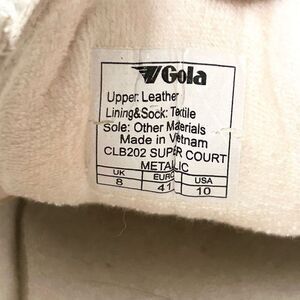 Gola
Upper: Leather
Lining&Sock: Textile
Sole: Other Materials
Made in Vietnam
CLB202 SUPER COURT
METALLIC
UK EURO USA
8 41 10